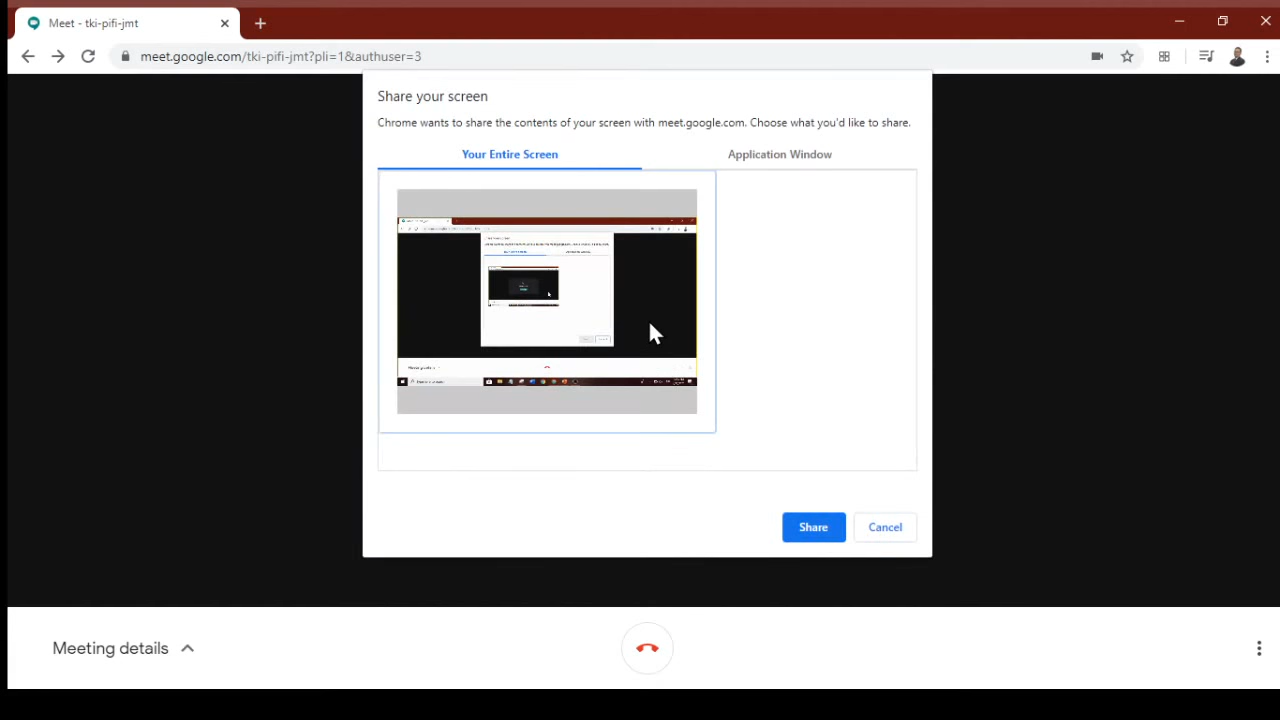 Meet - tki-pifi-jmt
meet.google.com/tki-pifi-jmt?pli=1&authuser=3
Share your screen
Chrome wants to share the contents of your screen with meet.google.com. Choose what you'd like to share.
Your Entire Screen
Application Window
Share
Cancel
Meeting details